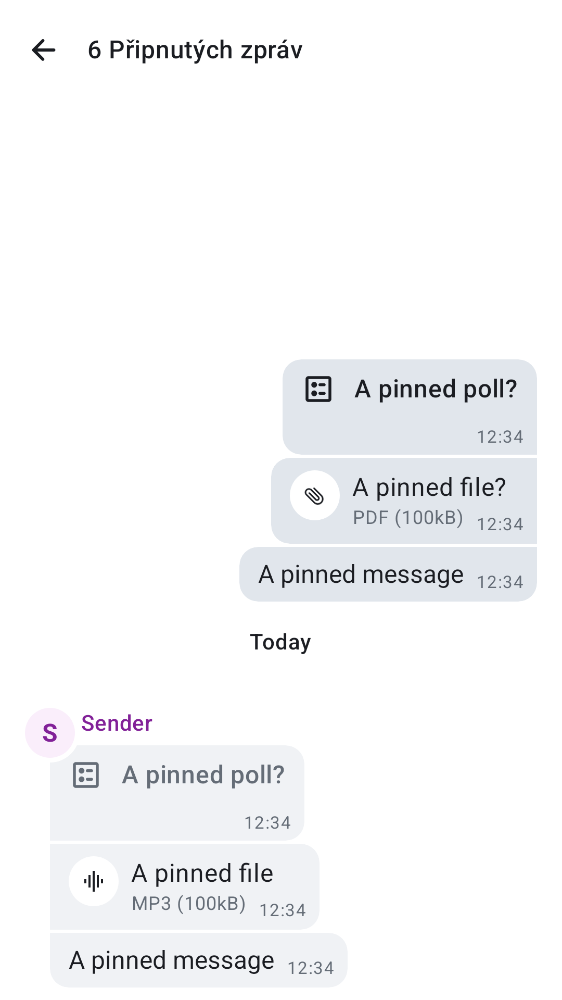 6 Připnutých zpráv
A pinned poll?
12:34
A pinned file?
PDF (100kB) 12:34
A pinned message 12:34
Today
S Sender
A pinned poll?
12:34
A pinned file
MP3 (100kB) 12:34
A pinned message 12:34